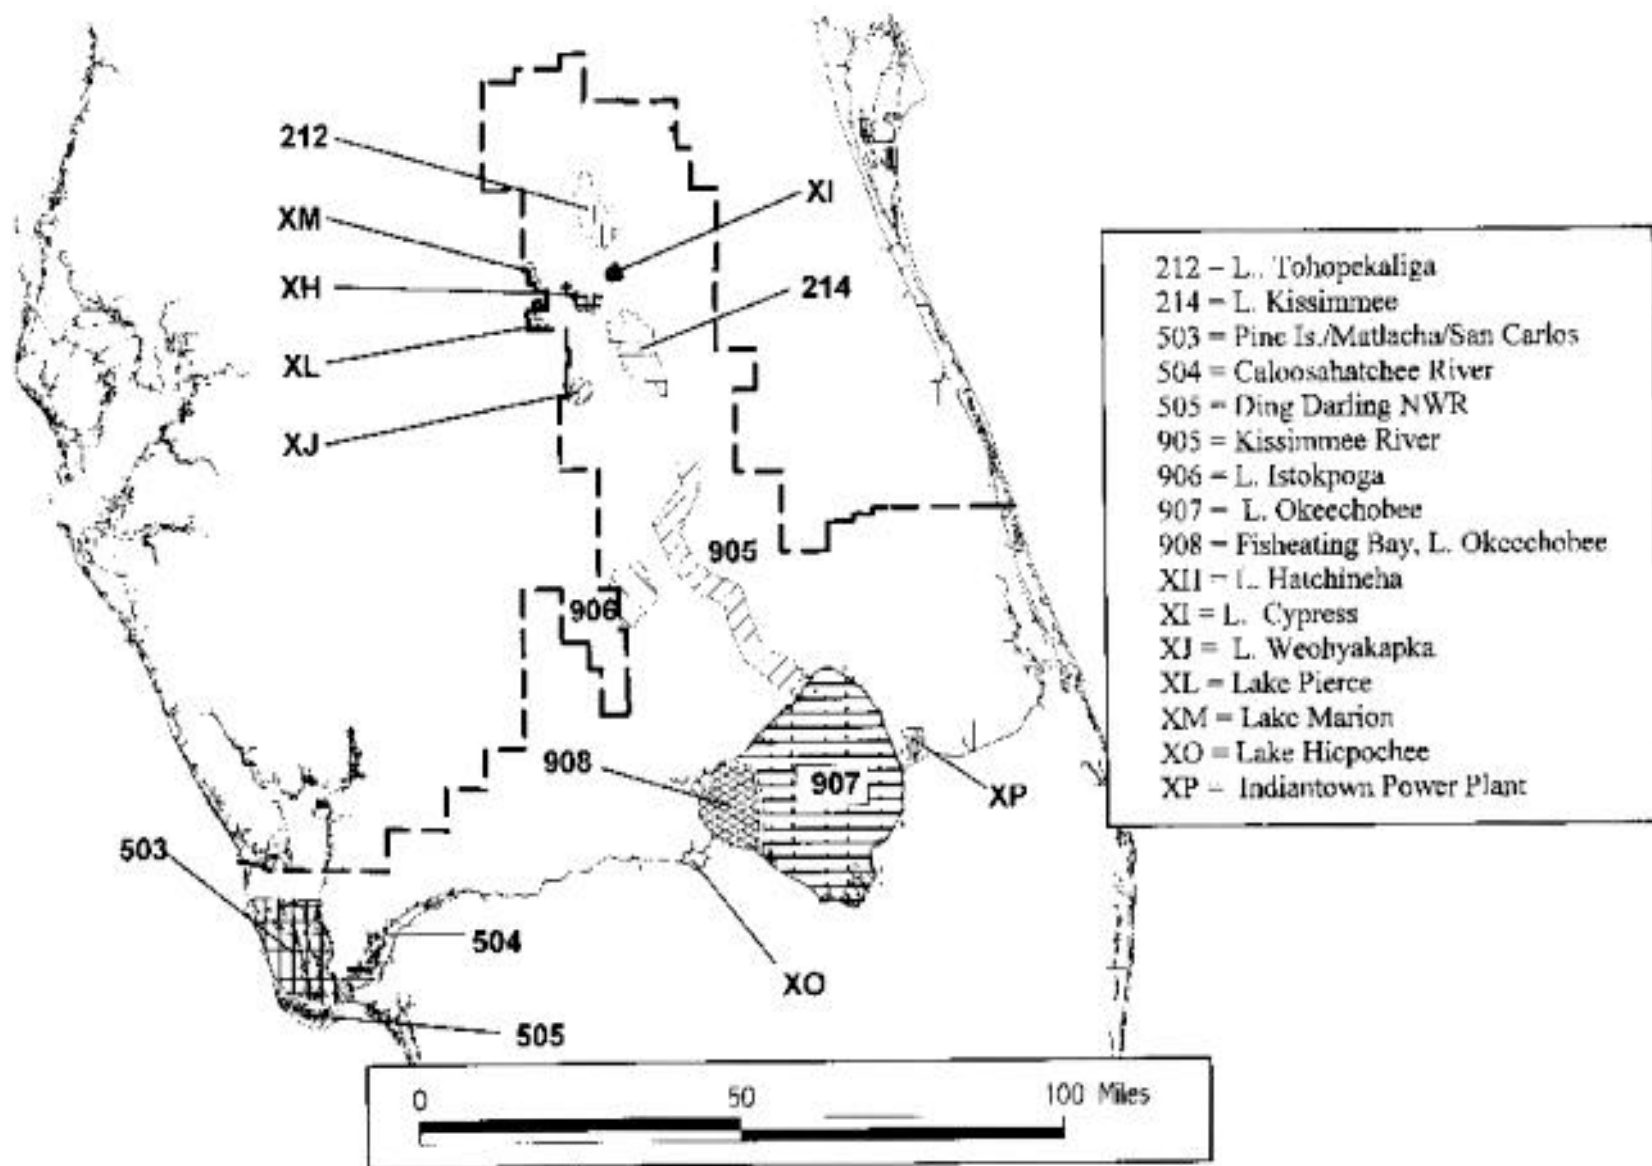 212
XM
XH
XL
XJ
XI
214
905
906
908
907
XP
503
504
505
XO
212 – L.. Tohopekaliga
214 = L. Kissimmee
503 = Pine Is./Matlacha/San Carlos
504 = Caloosahatchee River
505 – Ding Darling NWR
905 = Kissimmee River
906 – L. Istokpoga
907 – L. Okeechobee
908 – Fisheating Bay, L. Okeechobee
XH – L. Hatchineha
XI = L. Cypress
XJ = L. Weohyakapka
XL = Lake Pierce
XM = Lake Marion
XO = Lake Hicpochee
XP – Indiantown Power Plant
0 50 100 Miles